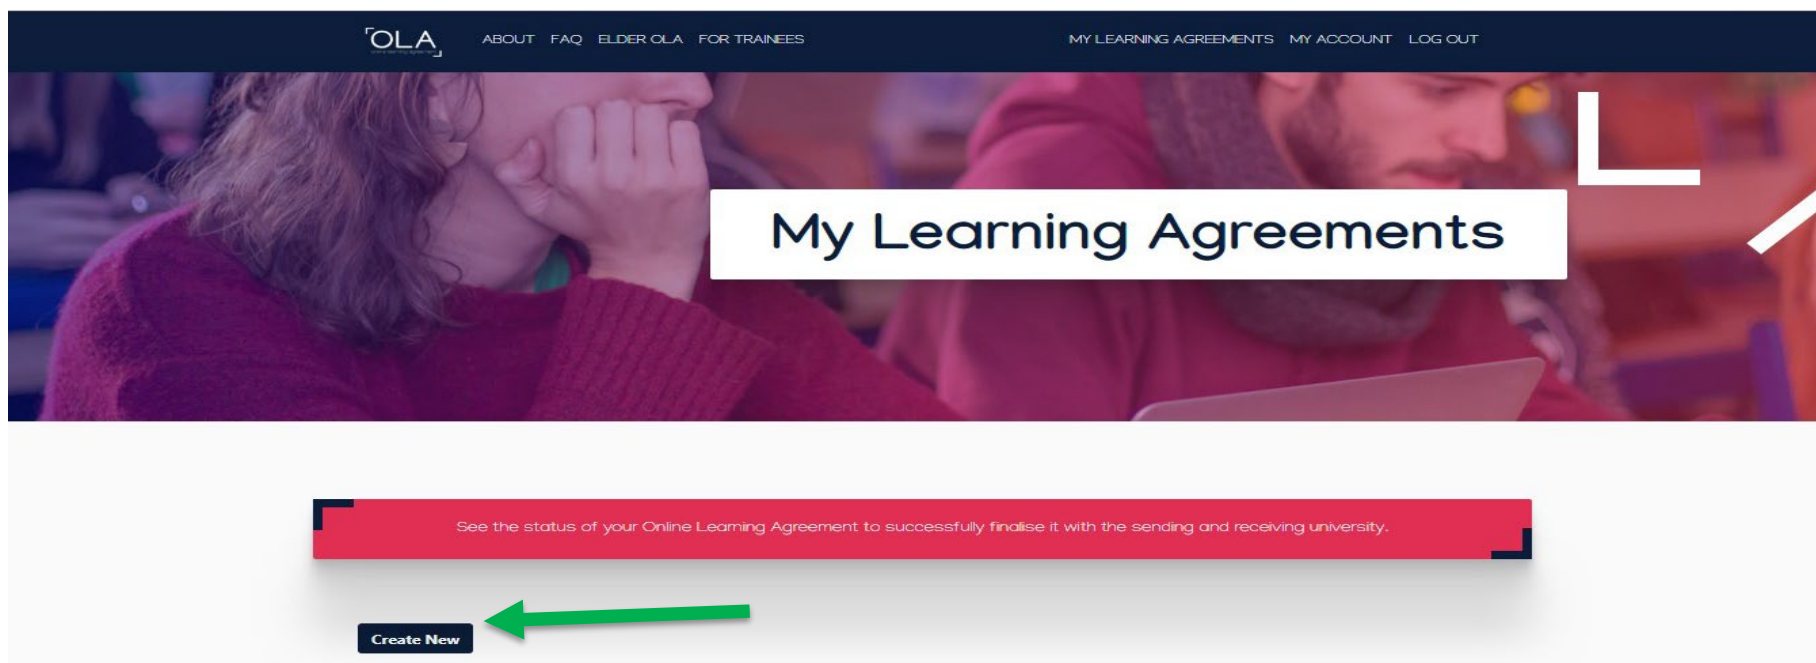 OLA
ABOUT FAQ ELDER OLA FOR TRAINEES
MY LEARNING AGREEMENTS MY ACCOUNT LOG OUT
My Learning Agreements
See the status of your Online Learning Agreement to successfully finalise it with the sending and receiving university.
Create New